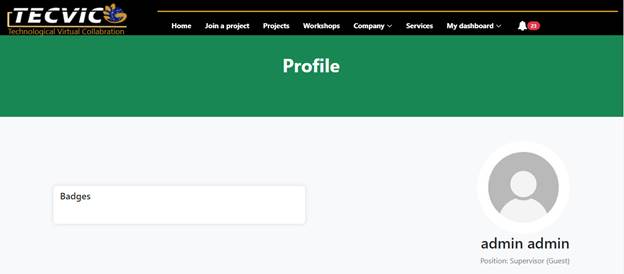 TECVIC
Technological Virtual Collabration
Home Join a project Projects Workshops Company Services My dashboard 23
Profile
Badges
admin admin
Position: Supervisor (Guest)